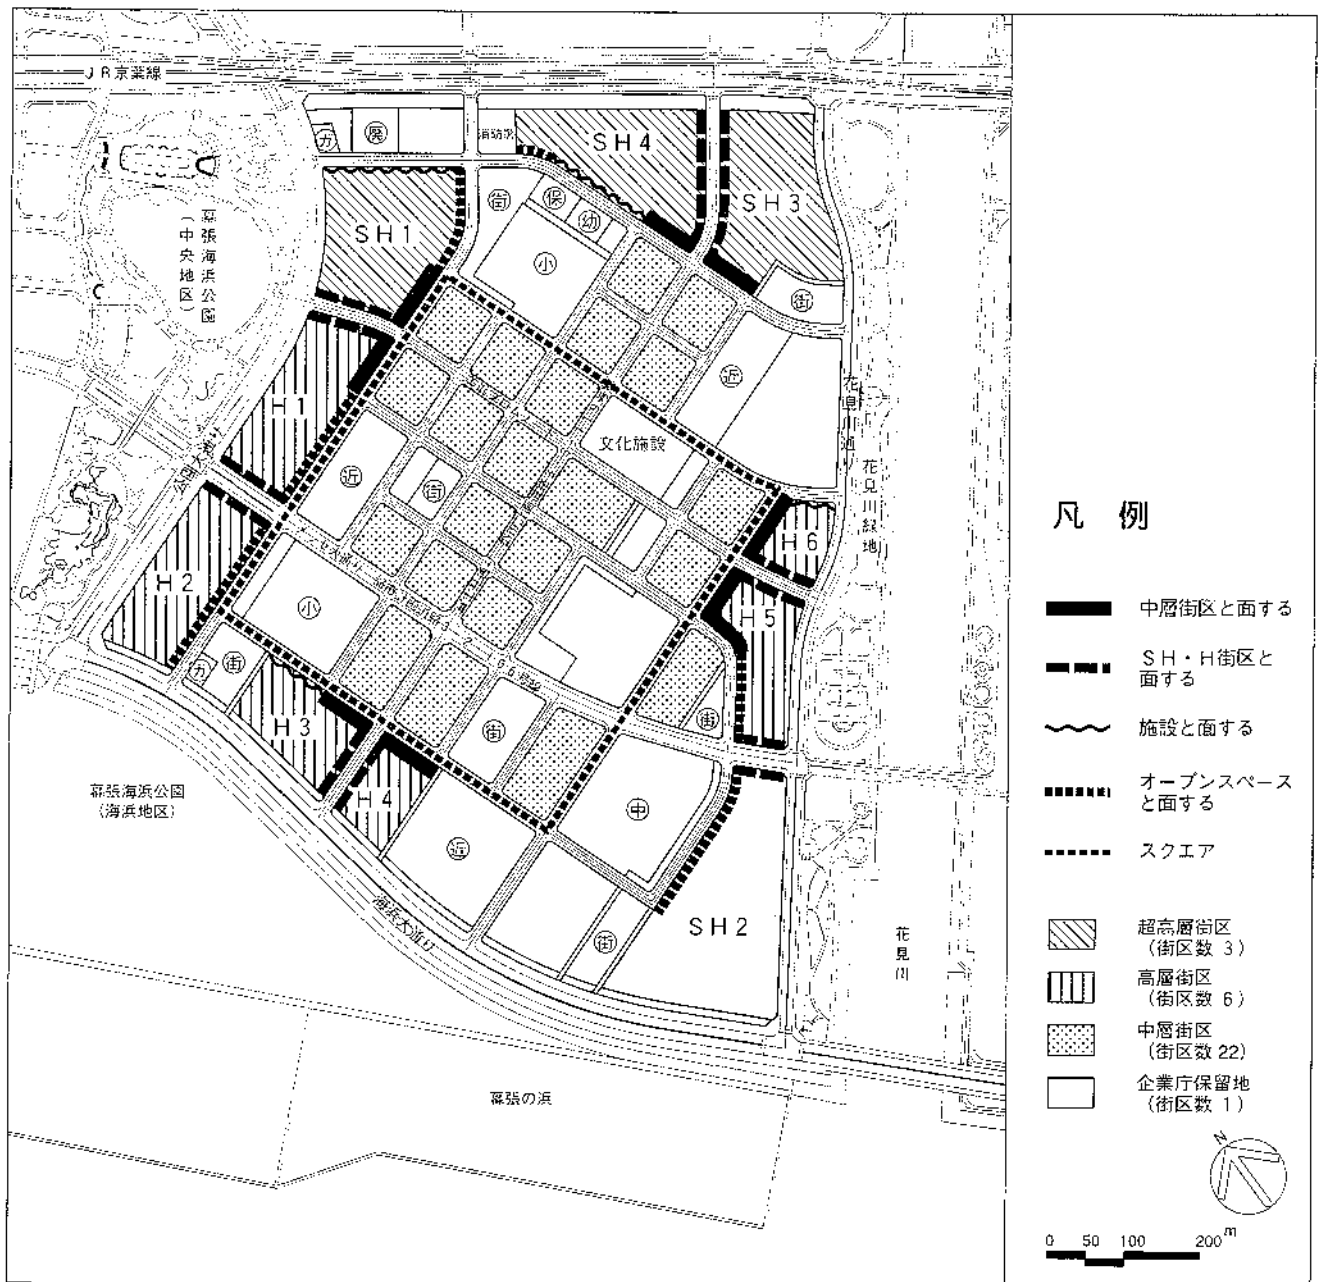 JR京葉線
ガ
廃
消防署
SH4
SH3
SH1
街
保
幼
小
幕張海浜公園
(中央地区)
街
近
花見川通り
花見川緑地
H1
文化施設
近
街
H6
H2
小
H5
ガ
街
街
H3
街
H4
中
近
幕張海浜公園
(海浜地区)
海浜大通り
街
SH2
花見川
幕張の浜
凡 例
中層街区と面する
SH・H街区と
面する
施設と面する
オープンスペース
と面する
スクエア
超高層街区
(街区数 3)
高層街区
(街区数 6)
中層街区
(街区数 22)
企業庁保留地
(街区数 1)
N
0 50 100 200 m